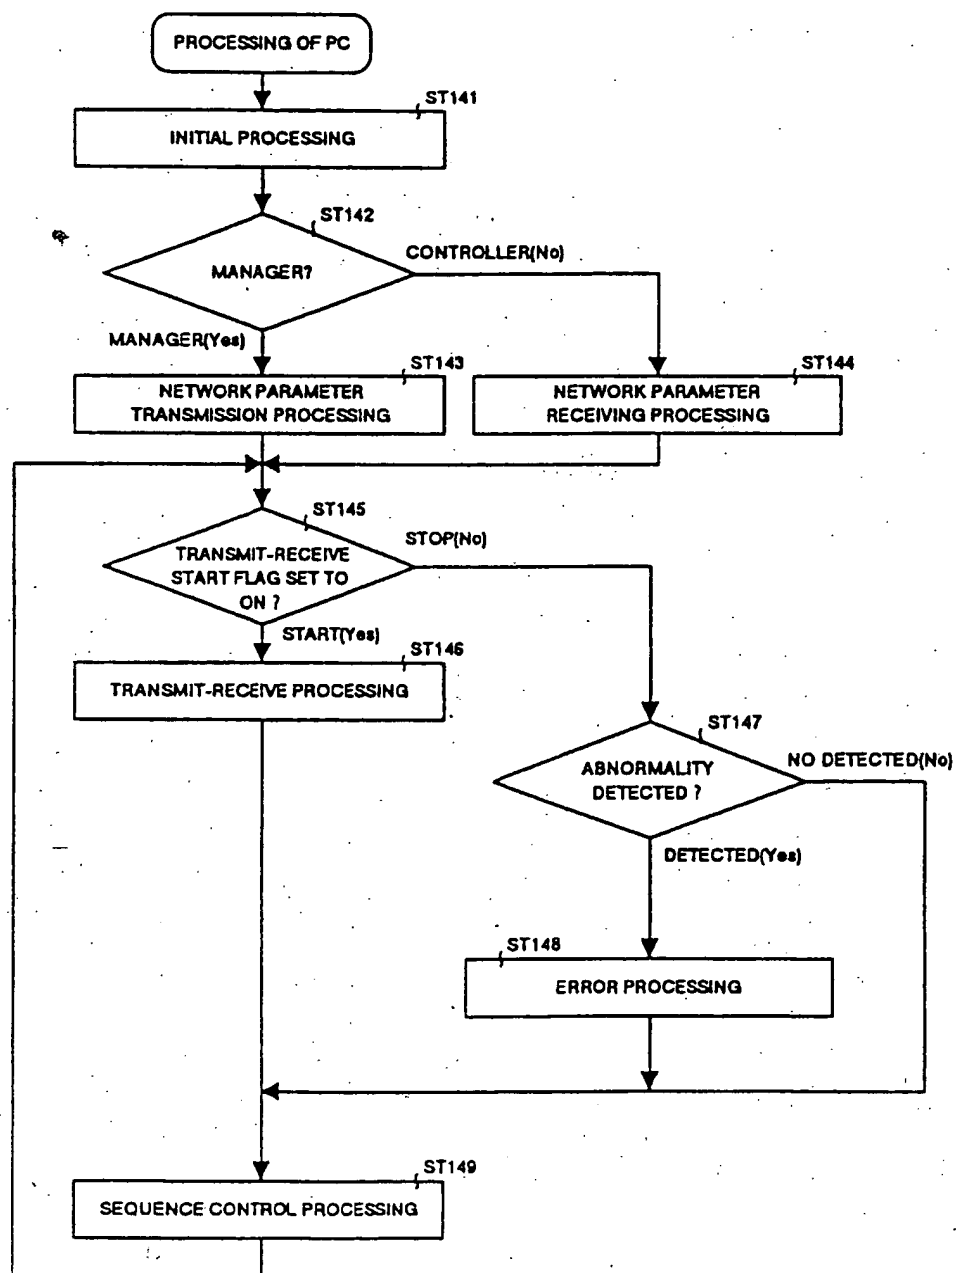 PROCESSING OF PC
ST141
INITIAL PROCESSING
ST142
MANAGER?
CONTROLLER(No)
MANAGER(Yes)
ST143
NETWORK PARAMETER
TRANSMISSION PROCESSING
ST144
NETWORK PARAMETER
RECEIVING PROCESSING
ST145
TRANSMIT-RECEIVE
START FLAG SET TO
ON ?
STOP(No)
START(Yes)
ST146
TRANSMIT-RECEIVE PROCESSING
ST147
ABNORMALITY
DETECTED ?
NO DETECTED(No)
DETECTED(Yes)
ST148
ERROR PROCESSING
ST149
SEQUENCE CONTROL PROCESSING